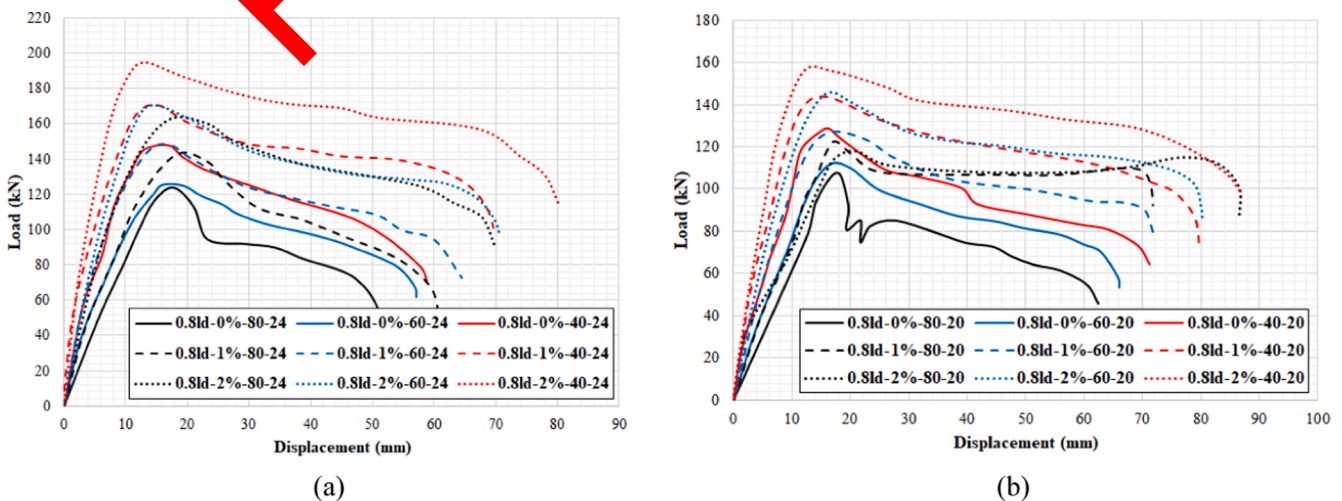 220
200
180
160
140
120
100
80
60
40
20
0
Load (kN)
0 10 20 30 40 50 60 70 80 90
Displacement (mm)
0.8ld-0%-80-24 0.8ld-0%-60-24 0.8ld-0%-40-24
0.8ld-1%-80-24 0.8ld-1%-60-24 0.8ld-1%-40-24
0.8ld-2%-80-24 0.8ld-2%-60-24 0.8ld-2%-40-24
(a)
180
160
140
120
100
80
60
40
20
0
Load (kN)
0 10 20 30 40 50 60 70 80 90 100
Displacement (mm)
0.8ld-0%-80-20 0.8ld-0%-60-20 0.8ld-0%-40-20
0.8ld-1%-80-20 0.8ld-1%-60-20 0.8ld-1%-40-20
0.8ld-2%-80-20 0.8ld-2%-60-20 0.8ld-2%-40-20
(b)